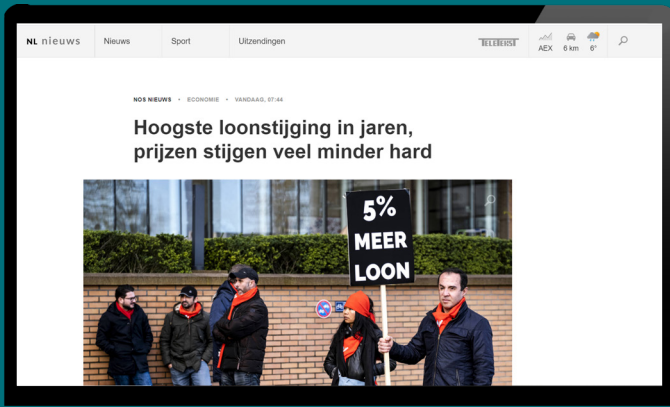 NL nieuws Nieuws Sport Uitzendingen TELETEKST AEX 6 km 6°
NOS NIEUWS • ECONOMIE • VANDAAG, 07:44
Hoogste loonstijging in jaren,
prijzen stijgen veel minder hard
5%
MEER
LOON